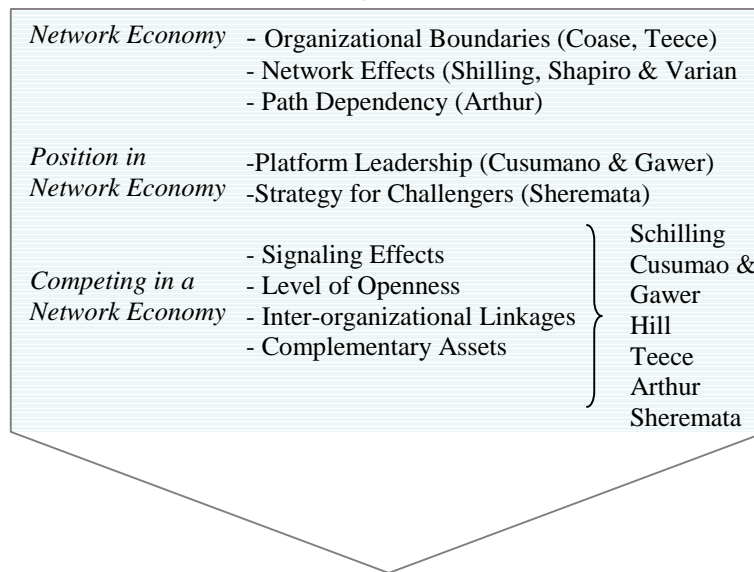 Network Economy - Organizational Boundaries (Coase, Teece)
- Network Effects (Shilling, Shapiro & Varian
- Path Dependency (Arthur)
Position in
Network Economy
-Platform Leadership (Cusumano & Gawer)
-Strategy for Challengers (Sheremata)
Competing in a
Network Economy
- Signaling Effects
- Level of Openness
- Inter-organizational Linkages
- Complementary Assets
Schilling
Cusumao &
Gawer
Hill
Teece
Arthur
Sheremata